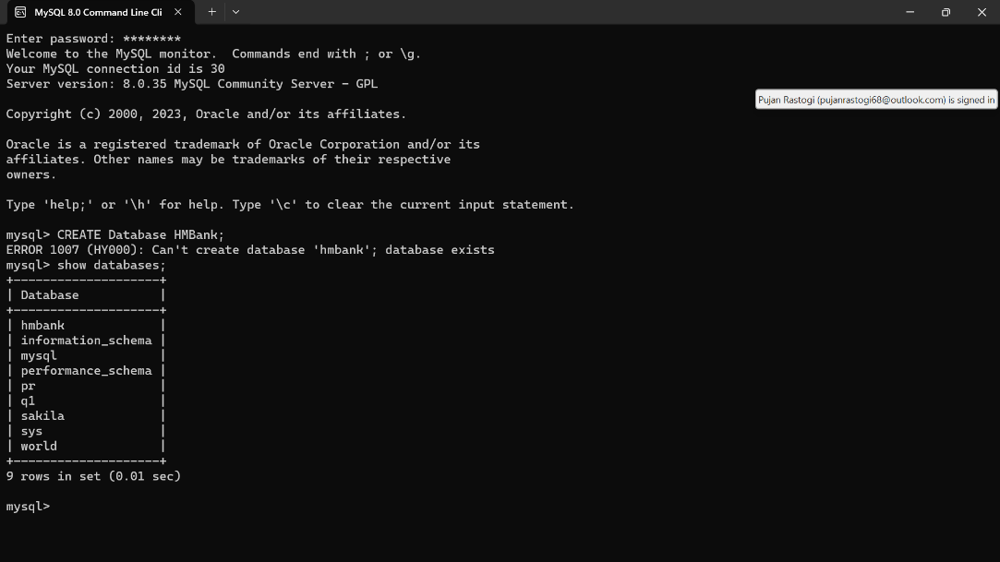 MySQL 8.0 Command Line Cli
Enter password: ********
Welcome to the MySQL monitor.  Commands end with ; or \g.
Your MySQL connection id is 30
Server version: 8.0.35 MySQL Community Server - GPL
Pujan Rastogi (pujanrastogi68@outlook.com) is signed in
Copyright (c) 2000, 2023, Oracle and/or its affiliates.
Oracle is a registered trademark of Oracle Corporation and/or its
affiliates. Other names may be trademarks of their respective
owners.
Type 'help;' or '\h' for help. Type '\c' to clear the current input statement.
mysql> CREATE Database HMBank;
ERROR 1007 (HY000): Can't create database 'hmbank'; database exists
mysql> show databases;
+--------------------+
| Database           |
+--------------------+
| hmbank             |
| information_schema |
| mysql              |
| performance_schema |
| pr                 |
| q1                 |
| sakila             |
| sys                |
| world              |
+--------------------+
9 rows in set (0.01 sec)
mysql>